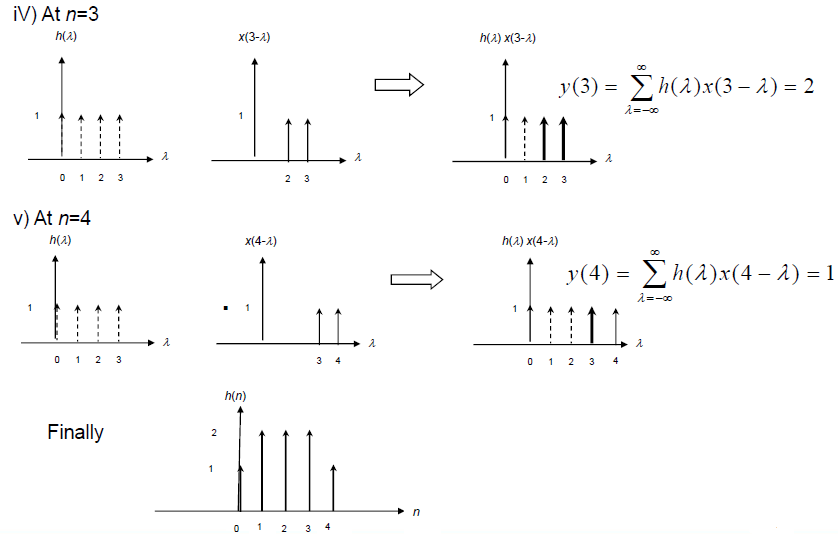 iV) At n=3
h(λ) x(3-λ) h(λ) x(3-λ)
y(3) = ∑_{λ=-∞}^{∞} h(λ)x(3 − λ) = 2
1 1 1
λ λ λ
0 1 2 3 2 3 0 1 2 3
v) At n=4
h(λ) x(4-λ) h(λ) x(4-λ)
y(4) = ∑_{λ=-∞}^{∞} h(λ)x(4 − λ) = 1
1 1 1
λ λ λ
0 1 2 3 3 4 0 1 2 3 4
Finally
h(n)
2
1
n
0 1 2 3 4